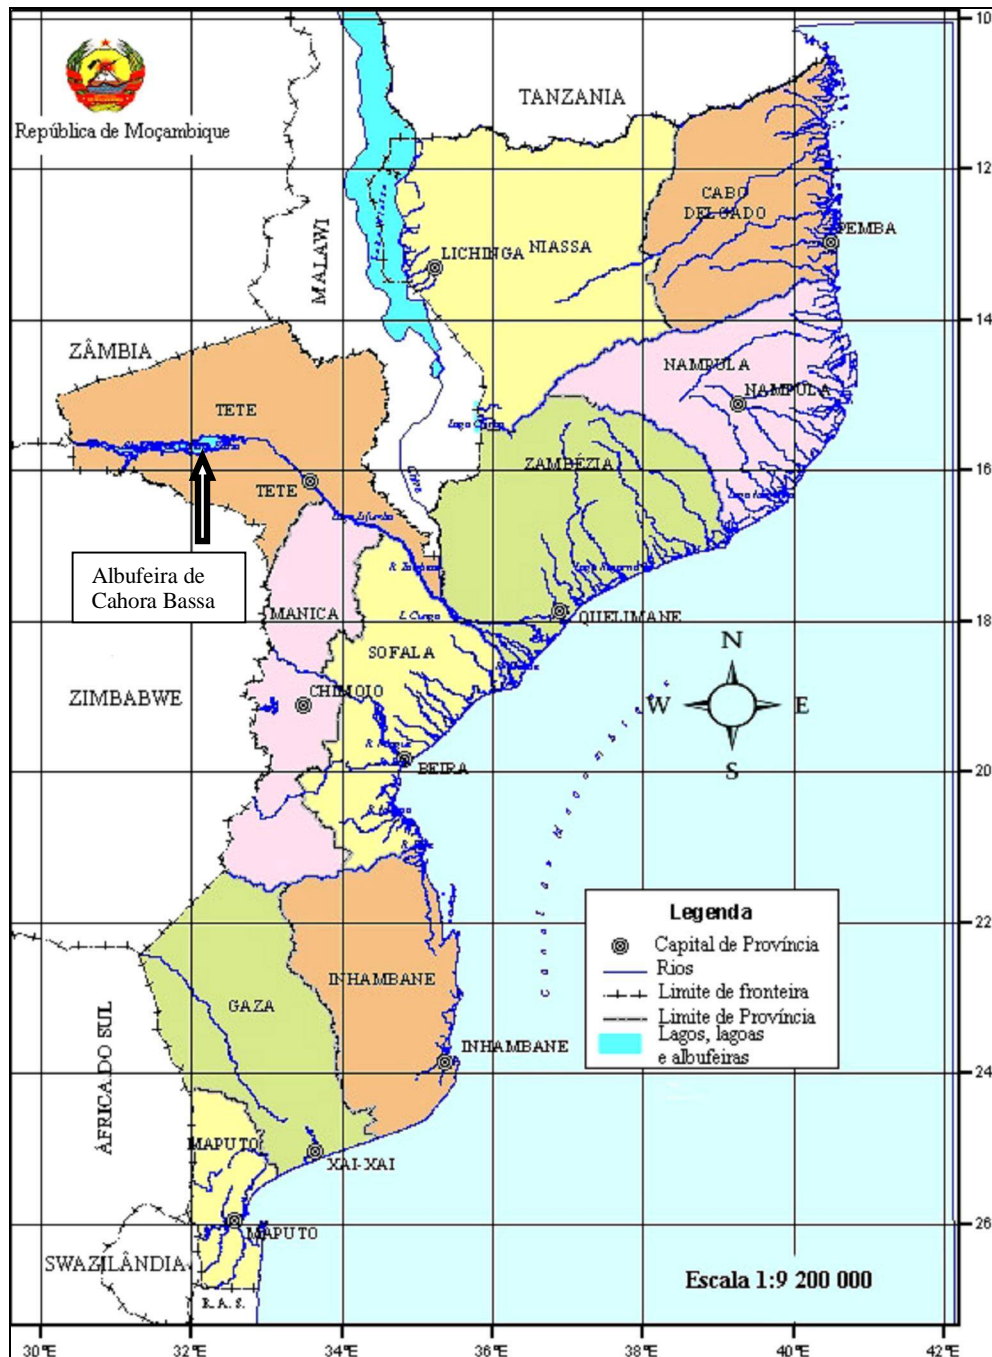 República de Moçambique
TANZANIA
MALAWI
CABO
DELGADO
PEMBA
LICHINGA
NIASSA
ZÂMBIA
NAMPULA
NAMPULA
TETE
ZAMBÉZIA
TETE
Albufeira de
Cahora Bassa
MANICA
QUELIMANE
SOFALA
ZIMBABWE
CHIMOIO
BEIRA
N
W
E
S
Legenda
Capital de Província
Rios
Limite de fronteira
Limite de Província
Lagos, lagoas
e albufeiras
INHAMBANE
GAZA
INHAMBANE
ÁFRICA DO SUL
MAPUTO
XAI-XAI
MAPUTO
SWAZILÂNDIA
R.A.S.
Escala 1:9 200 000
10
12
14
16
18
20
22
24
26
30°E
32°E
34°E
36°E
38°E
40°E
42°E